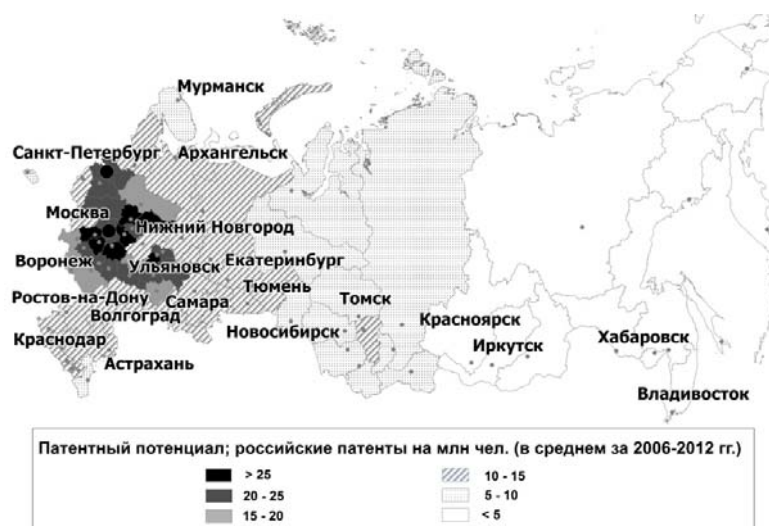 Мурманск
Санкт-Петербург
Архангельск
Москва
Нижний Новгород
Воронеж
Ульяновск
Екатеринбург
Ростов-на-Дону
Самара
Тюмень
Томск
Волгоград
Краснодар
Новосибирск
Красноярск
Астрахань
Иркутск
Хабаровск
Владивосток
Патентный потенциал; российские патенты на млн чел. (в среднем за 2006-2012 гг.)
> 25
10 - 15
20 - 25
5 - 10
15 - 20
< 5